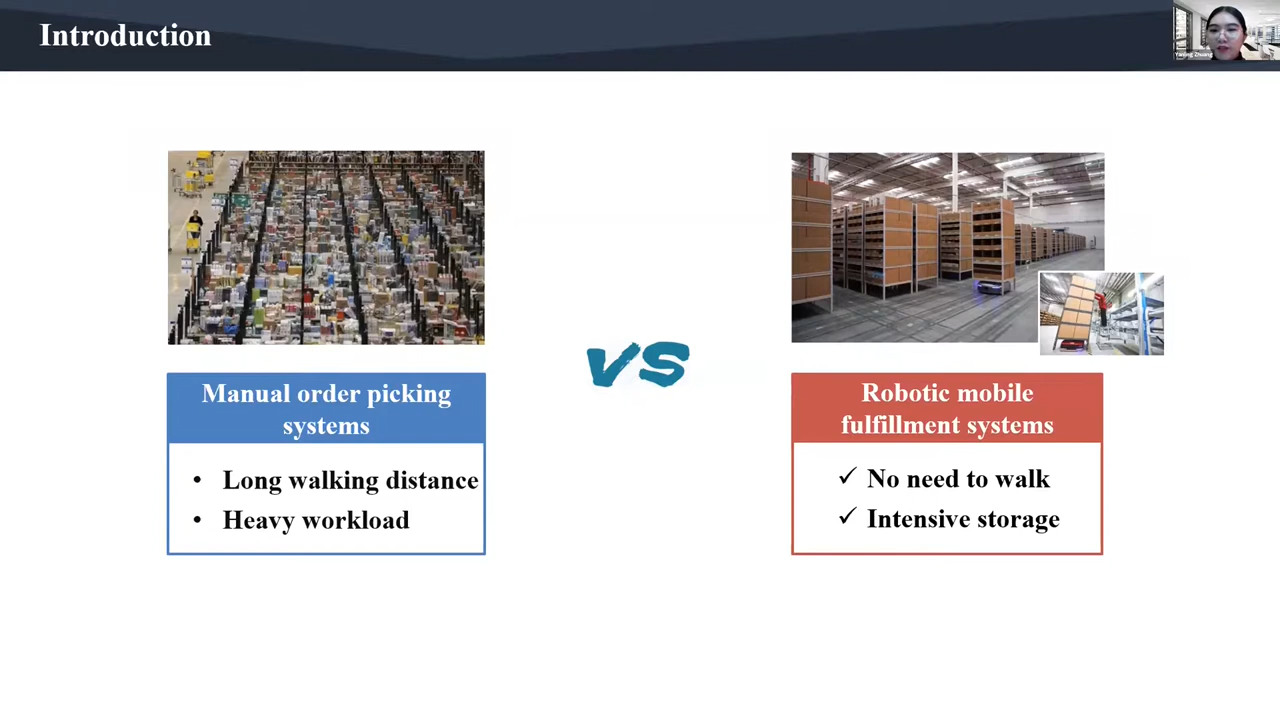 Introduction
Manual order picking
systems
• Long walking distance
• Heavy workload
VS
Robotic mobile
fulfillment systems
✓ No need to walk
✓ Intensive storage